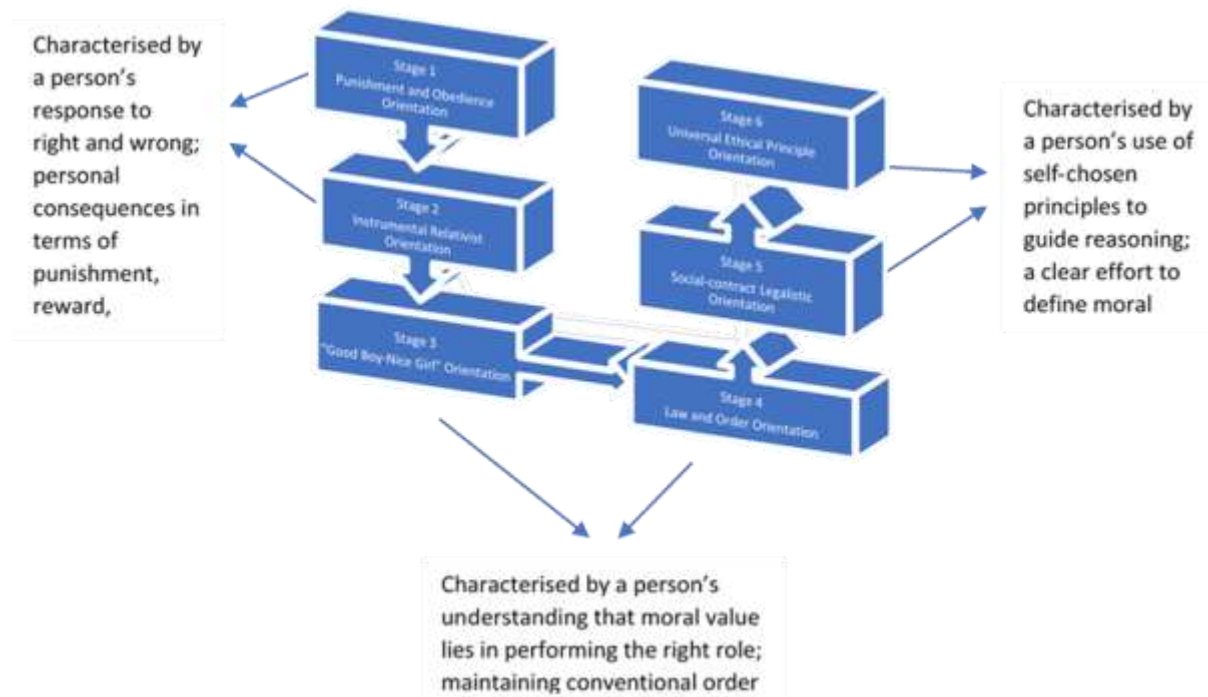 Characterised by
a person's
response to
right and wrong;
personal
consequences in
terms of
punishment,
reward,
Stage 1
Punishment and Obedience
Orientation
Stage 2
Instrumental Relativist
Orientation
Stage 3
"Good Boy-Nice Girl" Orientation
Stage 4
Law and Order Orientation
Stage 5
Social-contract Legalistic
Orientation
Stage 6
Universal Ethical Principle
Orientation
Characterised by
a person's use of
self-chosen
principles to
guide reasoning;
a clear effort to
define moral
Characterised by a person's
understanding that moral value
lies in performing the right role;
maintaining conventional order